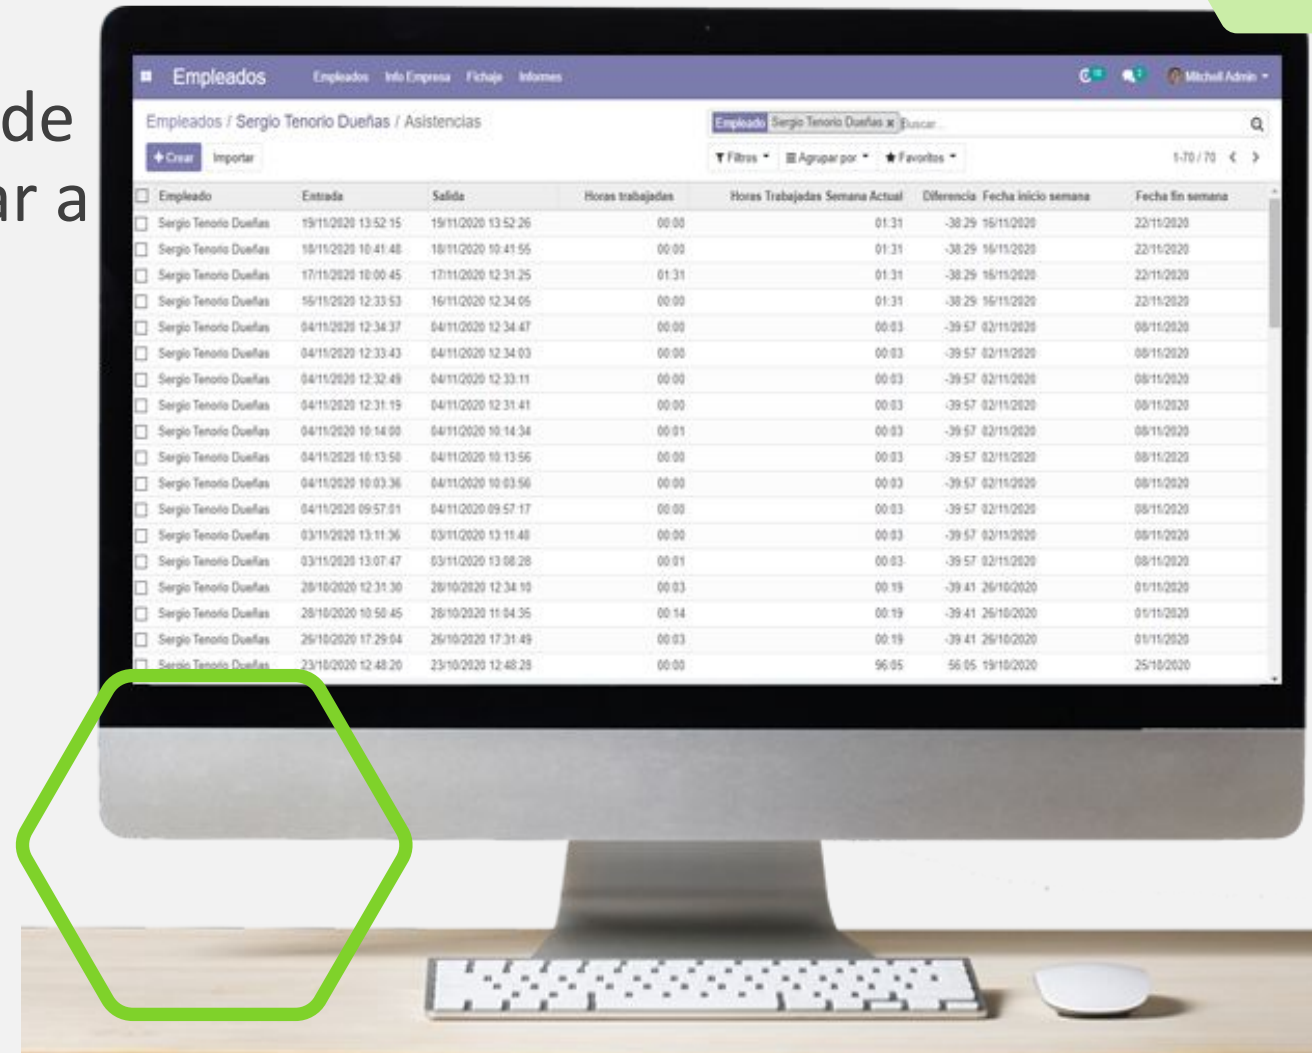 de
ar a
Empleados Empleados Info Empresa Fichaje Informes Mitchell Admin
Empleados / Sergio Tenorio Dueñas / Asistencias Empleado Sergio Tenorio Dueñas x Buscar...
+ Crear Importar Filtros Agrupar por Favoritos 1-70 / 70
Empleado Entrada Salida Horas trabajadas Horas Trabajadas Semana Actual Diferencia Fecha inicio semana Fecha fin semana
Sergio Tenorio Dueñas 19/11/2020 13:52:15 19/11/2020 13:52:26 00:00 01:31 -38:29 16/11/2020 22/11/2020
Sergio Tenorio Dueñas 18/11/2020 10:41:48 18/11/2020 10:41:55 00:00 01:31 -38:29 16/11/2020 22/11/2020
Sergio Tenorio Dueñas 17/11/2020 10:00:45 17/11/2020 12:31:25 01:31 01:31 -38:29 16/11/2020 22/11/2020
Sergio Tenorio Dueñas 16/11/2020 12:33:53 16/11/2020 12:34:05 00:00 01:31 -38:29 16/11/2020 22/11/2020
Sergio Tenorio Dueñas 04/11/2020 12:34:37 04/11/2020 12:34:47 00:00 00:03 -39:57 02/11/2020 08/11/2020
Sergio Tenorio Dueñas 04/11/2020 12:33:43 04/11/2020 12:34:03 00:00 00:03 -39:57 02/11/2020 08/11/2020
Sergio Tenorio Dueñas 04/11/2020 12:32:49 04/11/2020 12:33:11 00:00 00:03 -39:57 02/11/2020 08/11/2020
Sergio Tenorio Dueñas 04/11/2020 12:31:19 04/11/2020 12:31:41 00:00 00:03 -39:57 02/11/2020 08/11/2020
Sergio Tenorio Dueñas 04/11/2020 10:14:00 04/11/2020 10:14:34 00:01 00:03 -39:57 02/11/2020 08/11/2020
Sergio Tenorio Dueñas 04/11/2020 10:13:50 04/11/2020 10:13:56 00:00 00:03 -39:57 02/11/2020 08/11/2020
Sergio Tenorio Dueñas 04/11/2020 10:03:36 04/11/2020 10:03:56 00:00 00:03 -39:57 02/11/2020 08/11/2020
Sergio Tenorio Dueñas 04/11/2020 09:57:01 04/11/2020 09:57:17 00:00 00:03 -39:57 02/11/2020 08/11/2020
Sergio Tenorio Dueñas 03/11/2020 13:11:36 03/11/2020 13:11:48 00:00 00:03 -39:57 02/11/2020 08/11/2020
Sergio Tenorio Dueñas 03/11/2020 13:07:47 03/11/2020 13:08:28 00:01 00:03 -39:57 02/11/2020 08/11/2020
Sergio Tenorio Dueñas 28/10/2020 12:31:30 28/10/2020 12:34:10 00:03 00:19 -39:41 26/10/2020 01/11/2020
Sergio Tenorio Dueñas 28/10/2020 10:50:45 28/10/2020 11:04:35 00:14 00:19 -39:41 26/10/2020 01/11/2020
Sergio Tenorio Dueñas 26/10/2020 17:29:04 26/10/2020 17:31:49 00:03 00:19 -39:41 26/10/2020 01/11/2020
Sergio Tenorio Dueñas 23/10/2020 12:48:20 23/10/2020 12:48:28 00:00 96:05 56:05 19/10/2020 25/10/2020